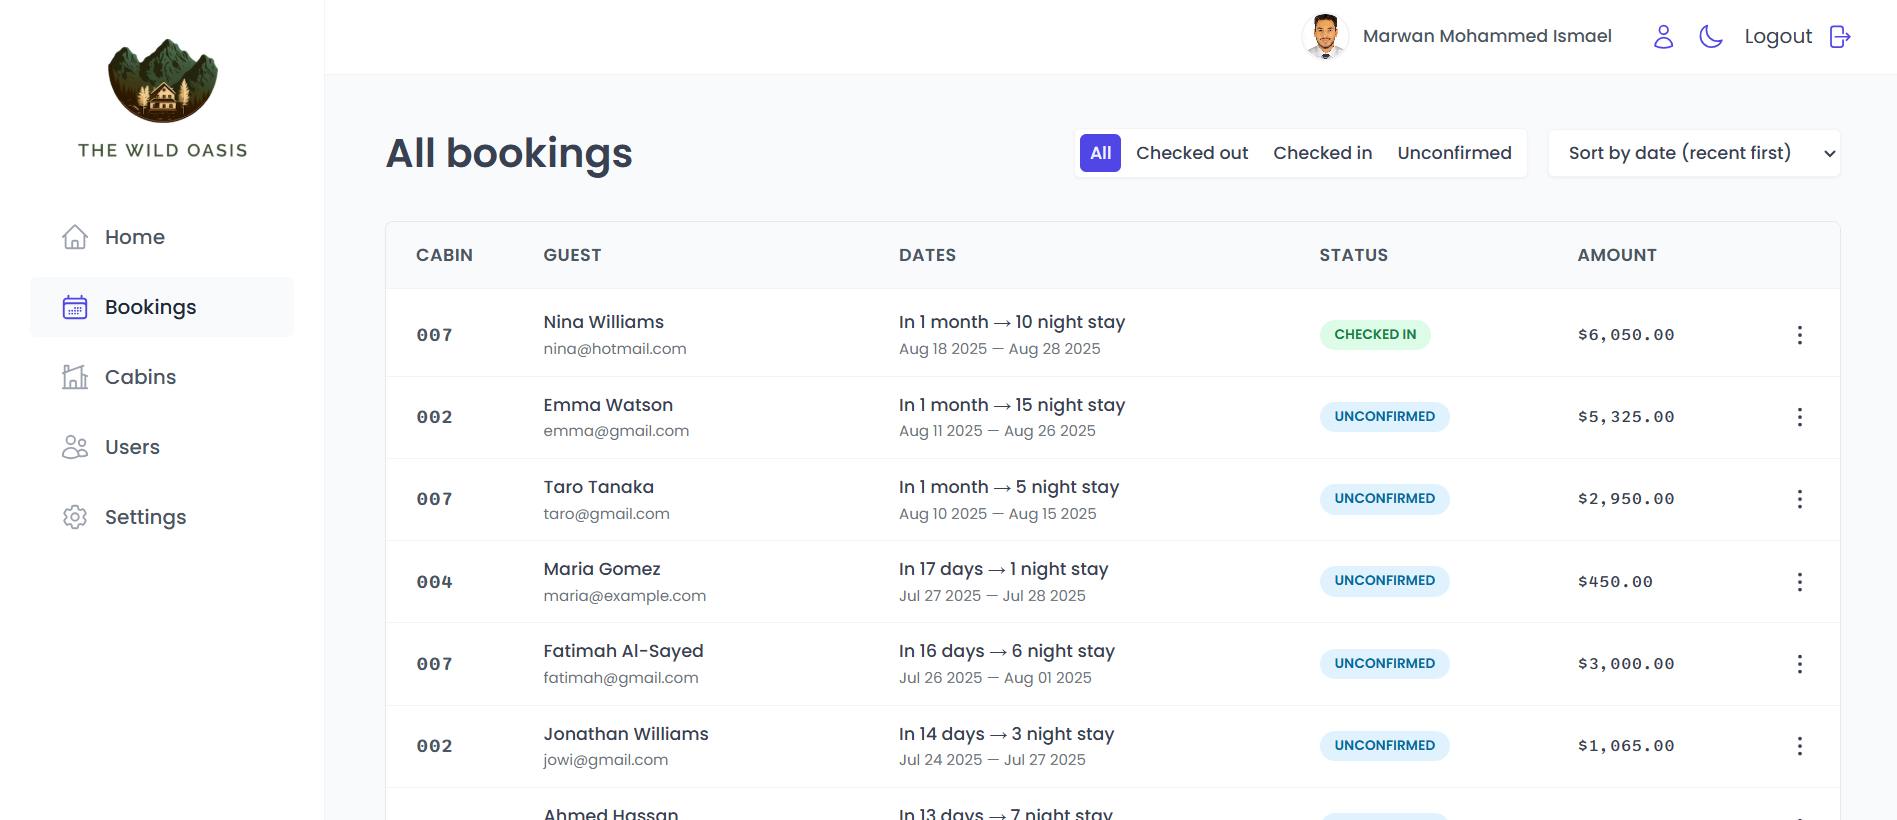 THE WILD OASIS
Home
Bookings
Cabins
Users
Settings
Marwan Mohammed Ismael
Logout
All bookings
All Checked out Checked in Unconfirmed
Sort by date (recent first)
CABIN GUEST DATES STATUS AMOUNT
007 Nina Williams In 1 month → 10 night stay CHECKED IN $6,050.00
nina@hotmail.com Aug 18 2025 — Aug 28 2025
002 Emma Watson In 1 month → 15 night stay UNCONFIRMED $5,325.00
emma@gmail.com Aug 11 2025 — Aug 26 2025
007 Taro Tanaka In 1 month → 5 night stay UNCONFIRMED $2,950.00
taro@gmail.com Aug 10 2025 — Aug 15 2025
004 Maria Gomez In 17 days → 1 night stay UNCONFIRMED $450.00
maria@example.com Jul 27 2025 — Jul 28 2025
007 Fatimah Al-Sayed In 16 days → 6 night stay UNCONFIRMED $3,000.00
fatimah@gmail.com Jul 26 2025 — Aug 01 2025
002 Jonathan Williams In 14 days → 3 night stay UNCONFIRMED $1,065.00
jowi@gmail.com Jul 24 2025 — Jul 27 2025
Ahmed Hassan In 13 days → 7 night stay